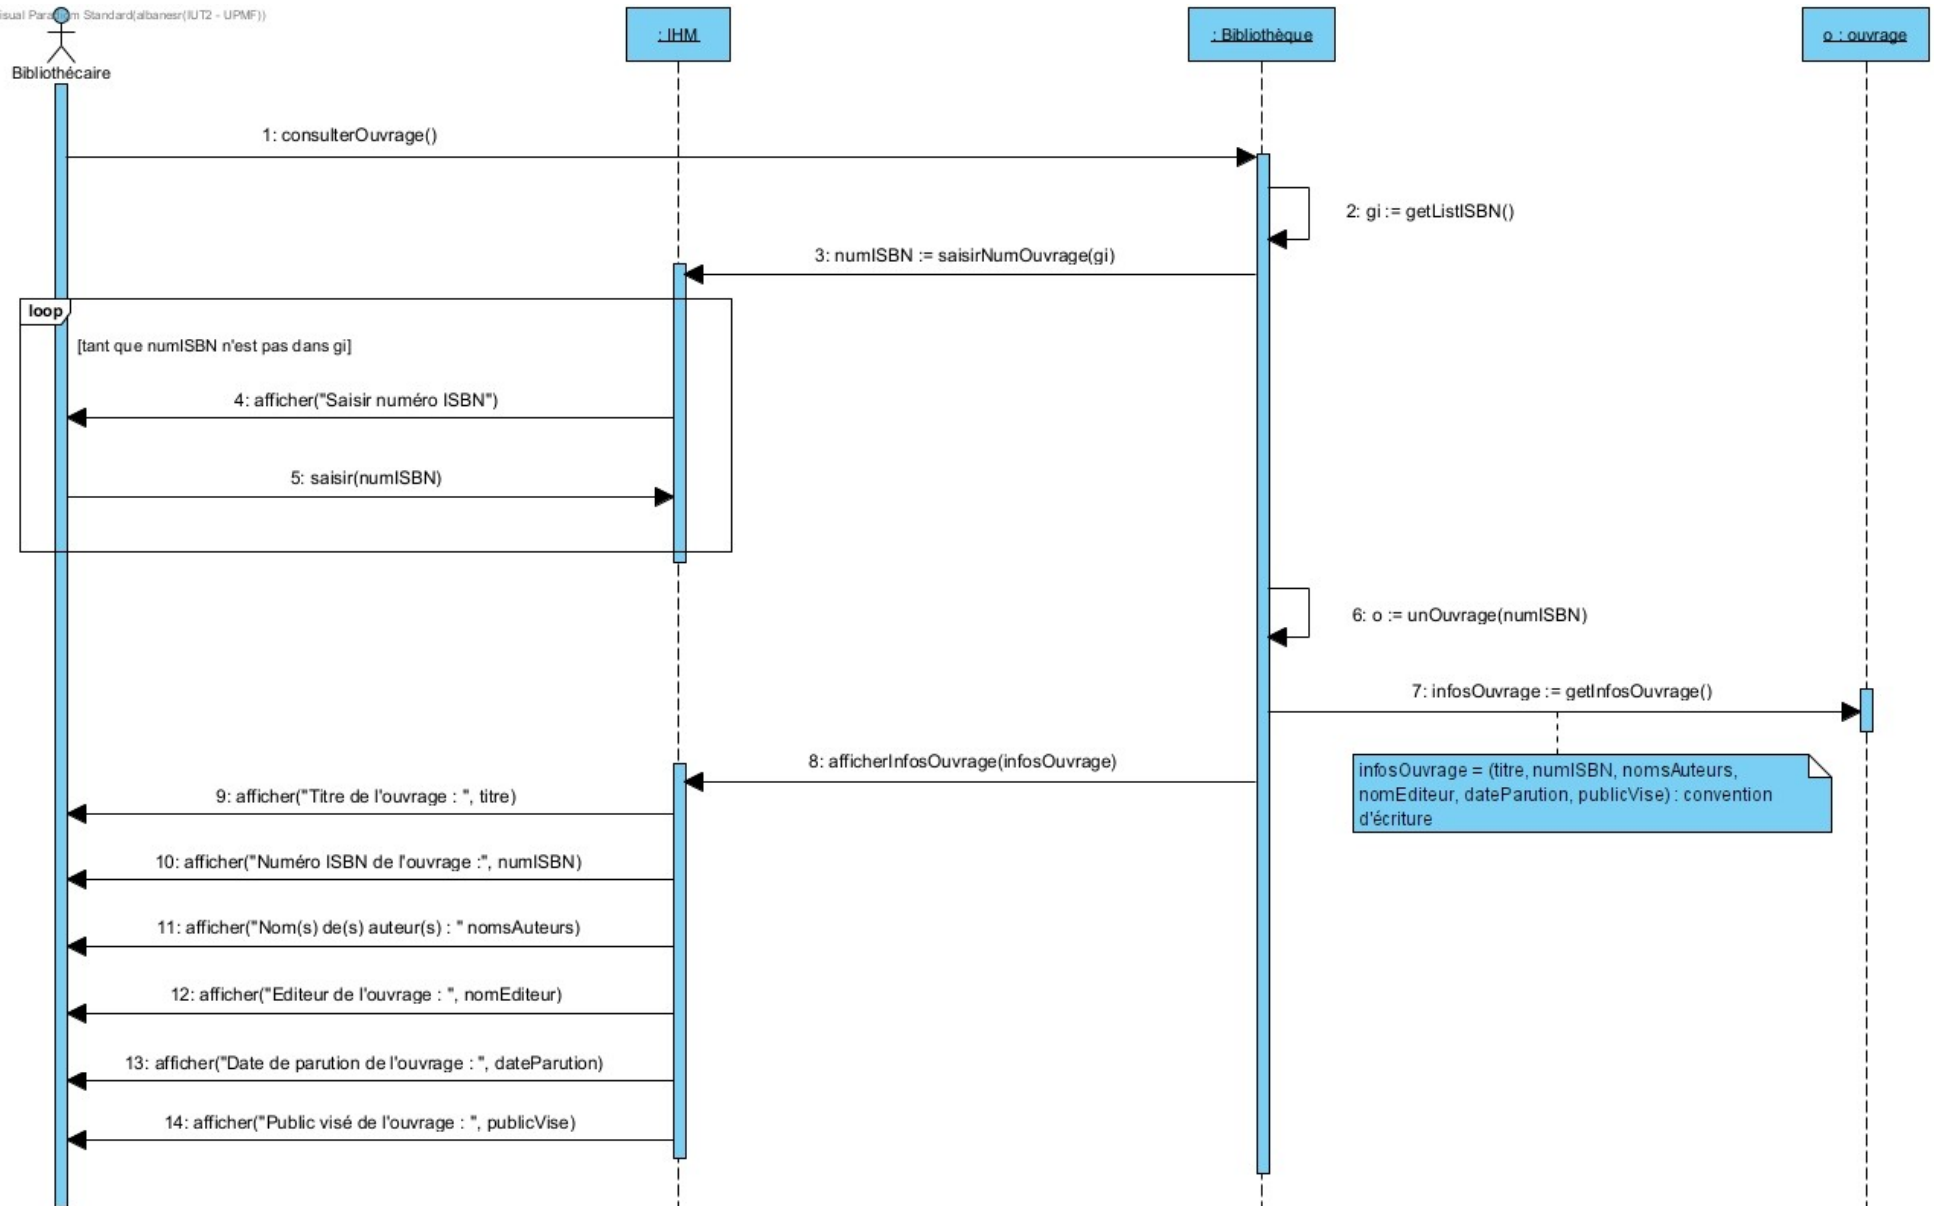 Visual Paradigm Standard(albanesr(IUT2 - UPMF))
: IHM
: Bibliothèque
o : ouvrage
Bibliothécaire
1: consulterOuvrage()
2: gi := getListISBN()
3: numISBN := saisirNumOuvrage(gi)
loop
[tant que numISBN n'est pas dans gi]
4: afficher("Saisir numéro ISBN")
5: saisir(numISBN)
6: o := unOuvrage(numISBN)
7: infosOuvrage := getInfosOuvrage()
8: afficherInfosOuvrage(infosOuvrage)
infosOuvrage = (titre, numISBN, nomsAuteurs,
nomEditeur, dateParution, publicVise) : convention
d'écriture
9: afficher("Titre de l'ouvrage : ", titre)
10: afficher("Numéro ISBN de l'ouvrage :", numISBN)
11: afficher("Nom(s) de(s) auteur(s) : " nomsAuteurs)
12: afficher("Editeur de l'ouvrage : ", nomEditeur)
13: afficher("Date de parution de l'ouvrage : ", dateParution)
14: afficher("Public visé de l'ouvrage : ", publicVise)